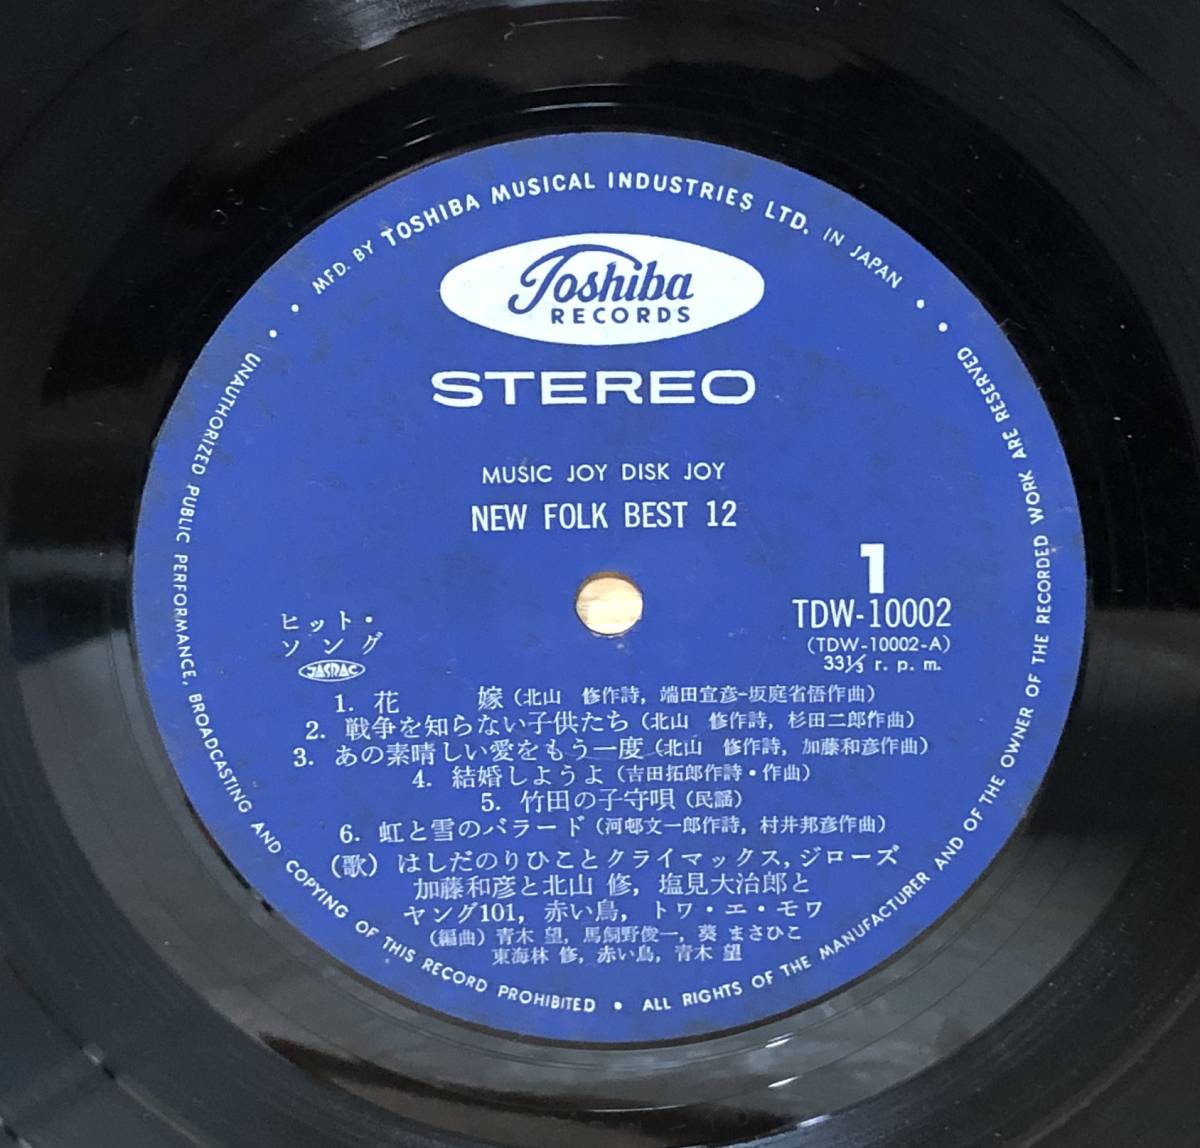 MFD. BY TOSHIBA MUSICAL INDUSTRIES LTD. IN JAPAN
Toshiba
RECORDS
STEREO
MUSIC JOY DISK JOY
NEW FOLK BEST 12
1
TDW-10002
(TDW-10002-A)
33⅓ r. p. m.
ヒット・
ソング
JASRAC
1. 花 嫁 (北山 修作詩, 端田宣彦-坂庭省悟作曲)
2. 戦争を知らない子供たち (北山 修作詩, 杉田二郎作曲)
3. あの素晴しい愛をもう一度 (北山 修作詩, 加藤和彦作曲)
4. 結婚しようよ (吉田拓郎作詩・作曲)
5. 竹田の子守唄 (民謡)
6. 虹と雪のバラード (河邨文一郎作詩, 村井邦彦作曲)
(歌) はしだのりひことクライマックス, ジローズ
加藤和彦と北山 修, 塩見大治郎と
ヤング101, 赤い鳥, トワ・エ・モワ
(編曲) 青木 望, 馬飼野俊一, 葵 まさひこ
東海林 修, 赤い鳥, 青木 望
UNAUTHORIZED PUBLIC PERFORMANCE, BROADCASTING AND COPYING OF THIS RECORD PROHIBITED • ALL RIGHTS OF THE MANUFACTURER AND OF THE OWNER OF THE RECORDED WORK ARE RESERVED